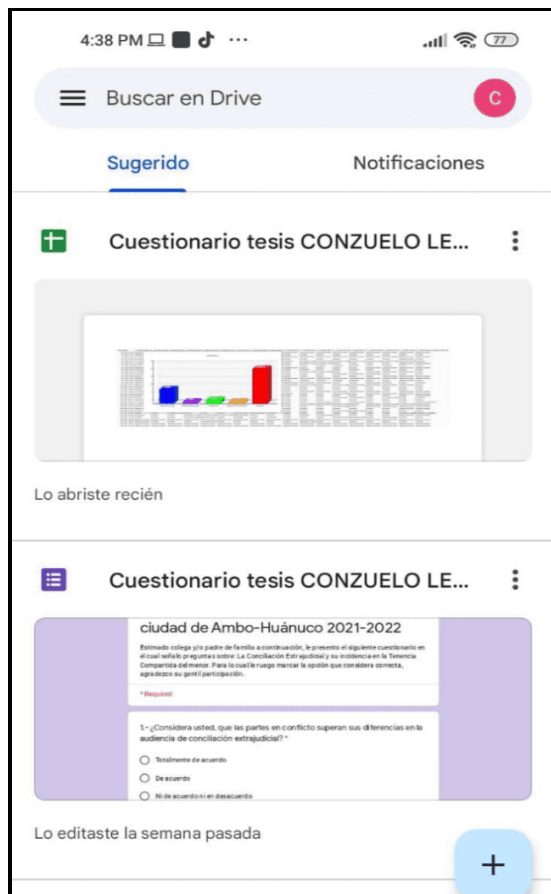 4:38 PM
77
Buscar en Drive
C
Sugerido
Notificaciones
Cuestionario tesis CONZUELO LE...
Lo abriste recién
Cuestionario tesis CONZUELO LE...
ciudad de Ambo-Huánuco 2021-2022
Estimado colega y/o padre de familia a continuación, le presento el siguiente cuestionario en
el cual señalo preguntas sobre: La Conciliación Extrajudicial y su incidencia en la Tenencia
Compartida del menor. Para lo cual le ruego marcar la opción que considera correcta,
agradezco su gentil participación.
* Required
1.- ¿Considera usted, que las partes en conflicto superan sus diferencias en la
audiencia de conciliación extrajudicial? *
Totalmente de acuerdo
De acuerdo
Ni de acuerdo ni en desacuerdo
Lo editaste la semana pasada
+